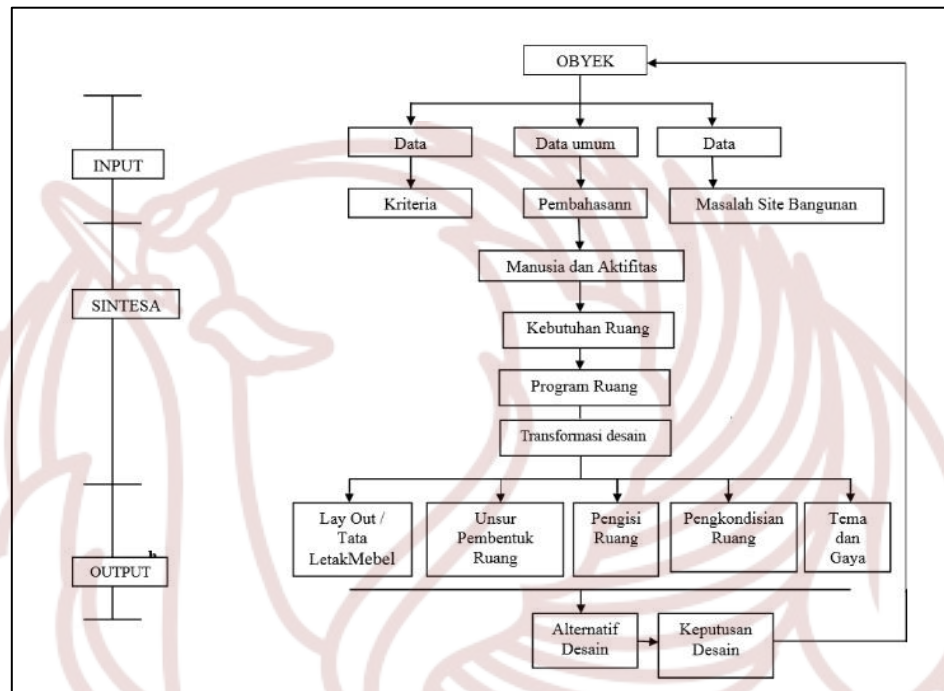 OBYEK
INPUT
Data
Data umum
Data
Kriteria
Pembahasann
Masalah Site Bangunan
Manusia dan Aktifitas
SINTESA
Kebutuhan Ruang
Program Ruang
Transformasi desain
Lay Out /
Tata
LetakMebel
Unsur
Pembentuk
Ruang
Pengisi
Ruang
Pengkondisian
Ruang
Tema
dan
Gaya
h
OUTPUT
Alternatif
Desain
Keputusan
Desain